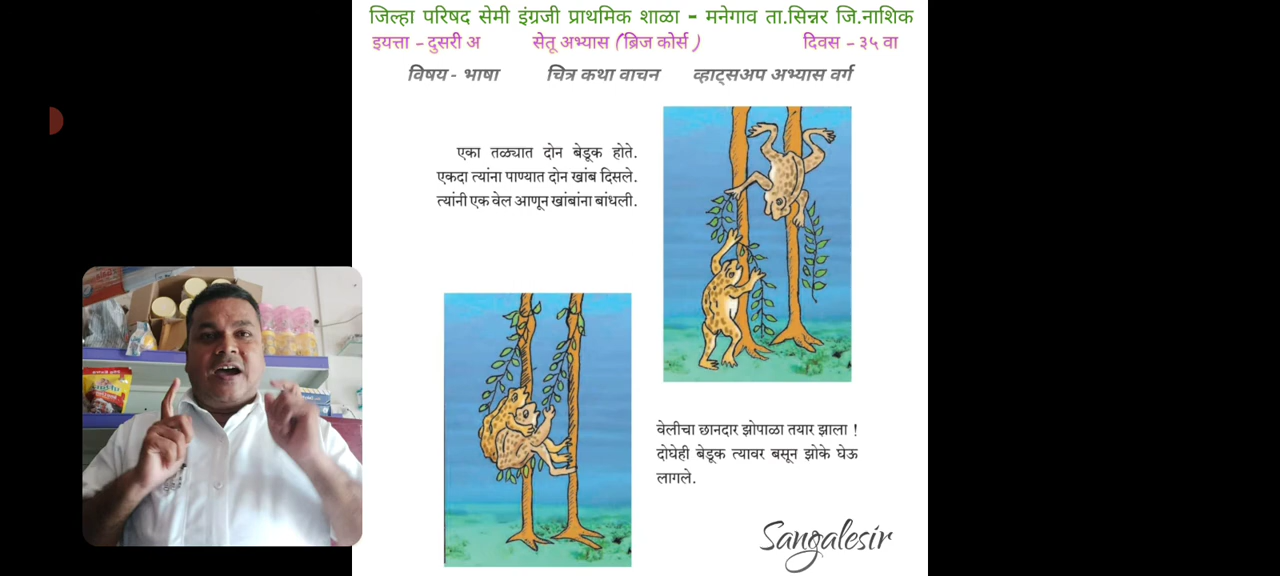 जिल्हा परिषद सेमी इंग्रजी प्राथमिक शाळा - मनेगाव ता.सिन्नर जि.नाशिक
इयत्ता - दुसरी अ सेतू अभ्यास (ब्रिज कोर्स) दिवस - ३५ वा
विषय - भाषा चित्र कथा वाचन व्हाट्सअप अभ्यास वर्ग
एका तळ्यात दोन बेडूक होते.
एकदा त्यांना पाण्यात दोन खांब दिसले.
त्यांनी एक वेल आणून खांबांना बांधली.
वेलीचा छानदार झोपाळा तयार झाला !
दोघेही बेडूक त्यावर बसून झोके घेऊ
लागले.
Sangalesir